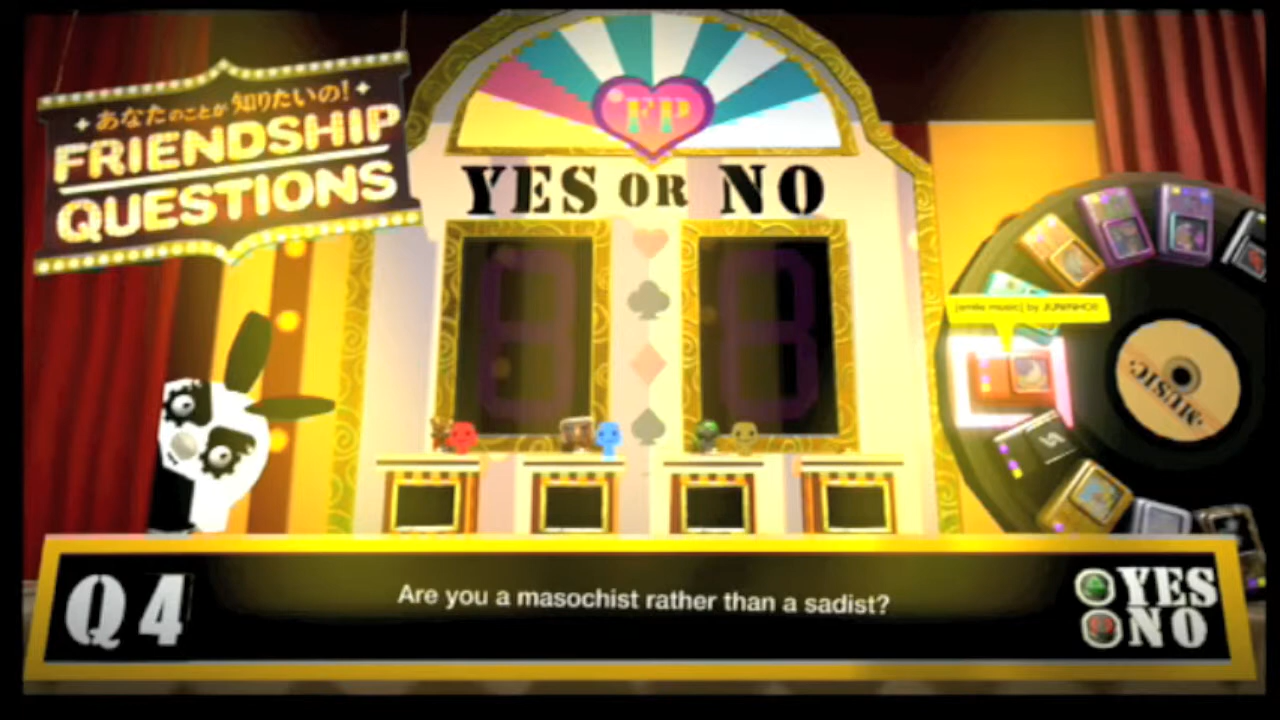 あなたのことが知りたいの!
FRIENDSHIP
QUESTIONS
FP
YES OR NO
MUSIC
Q4
Are you a masochist rather than a sadist?
YES
NO